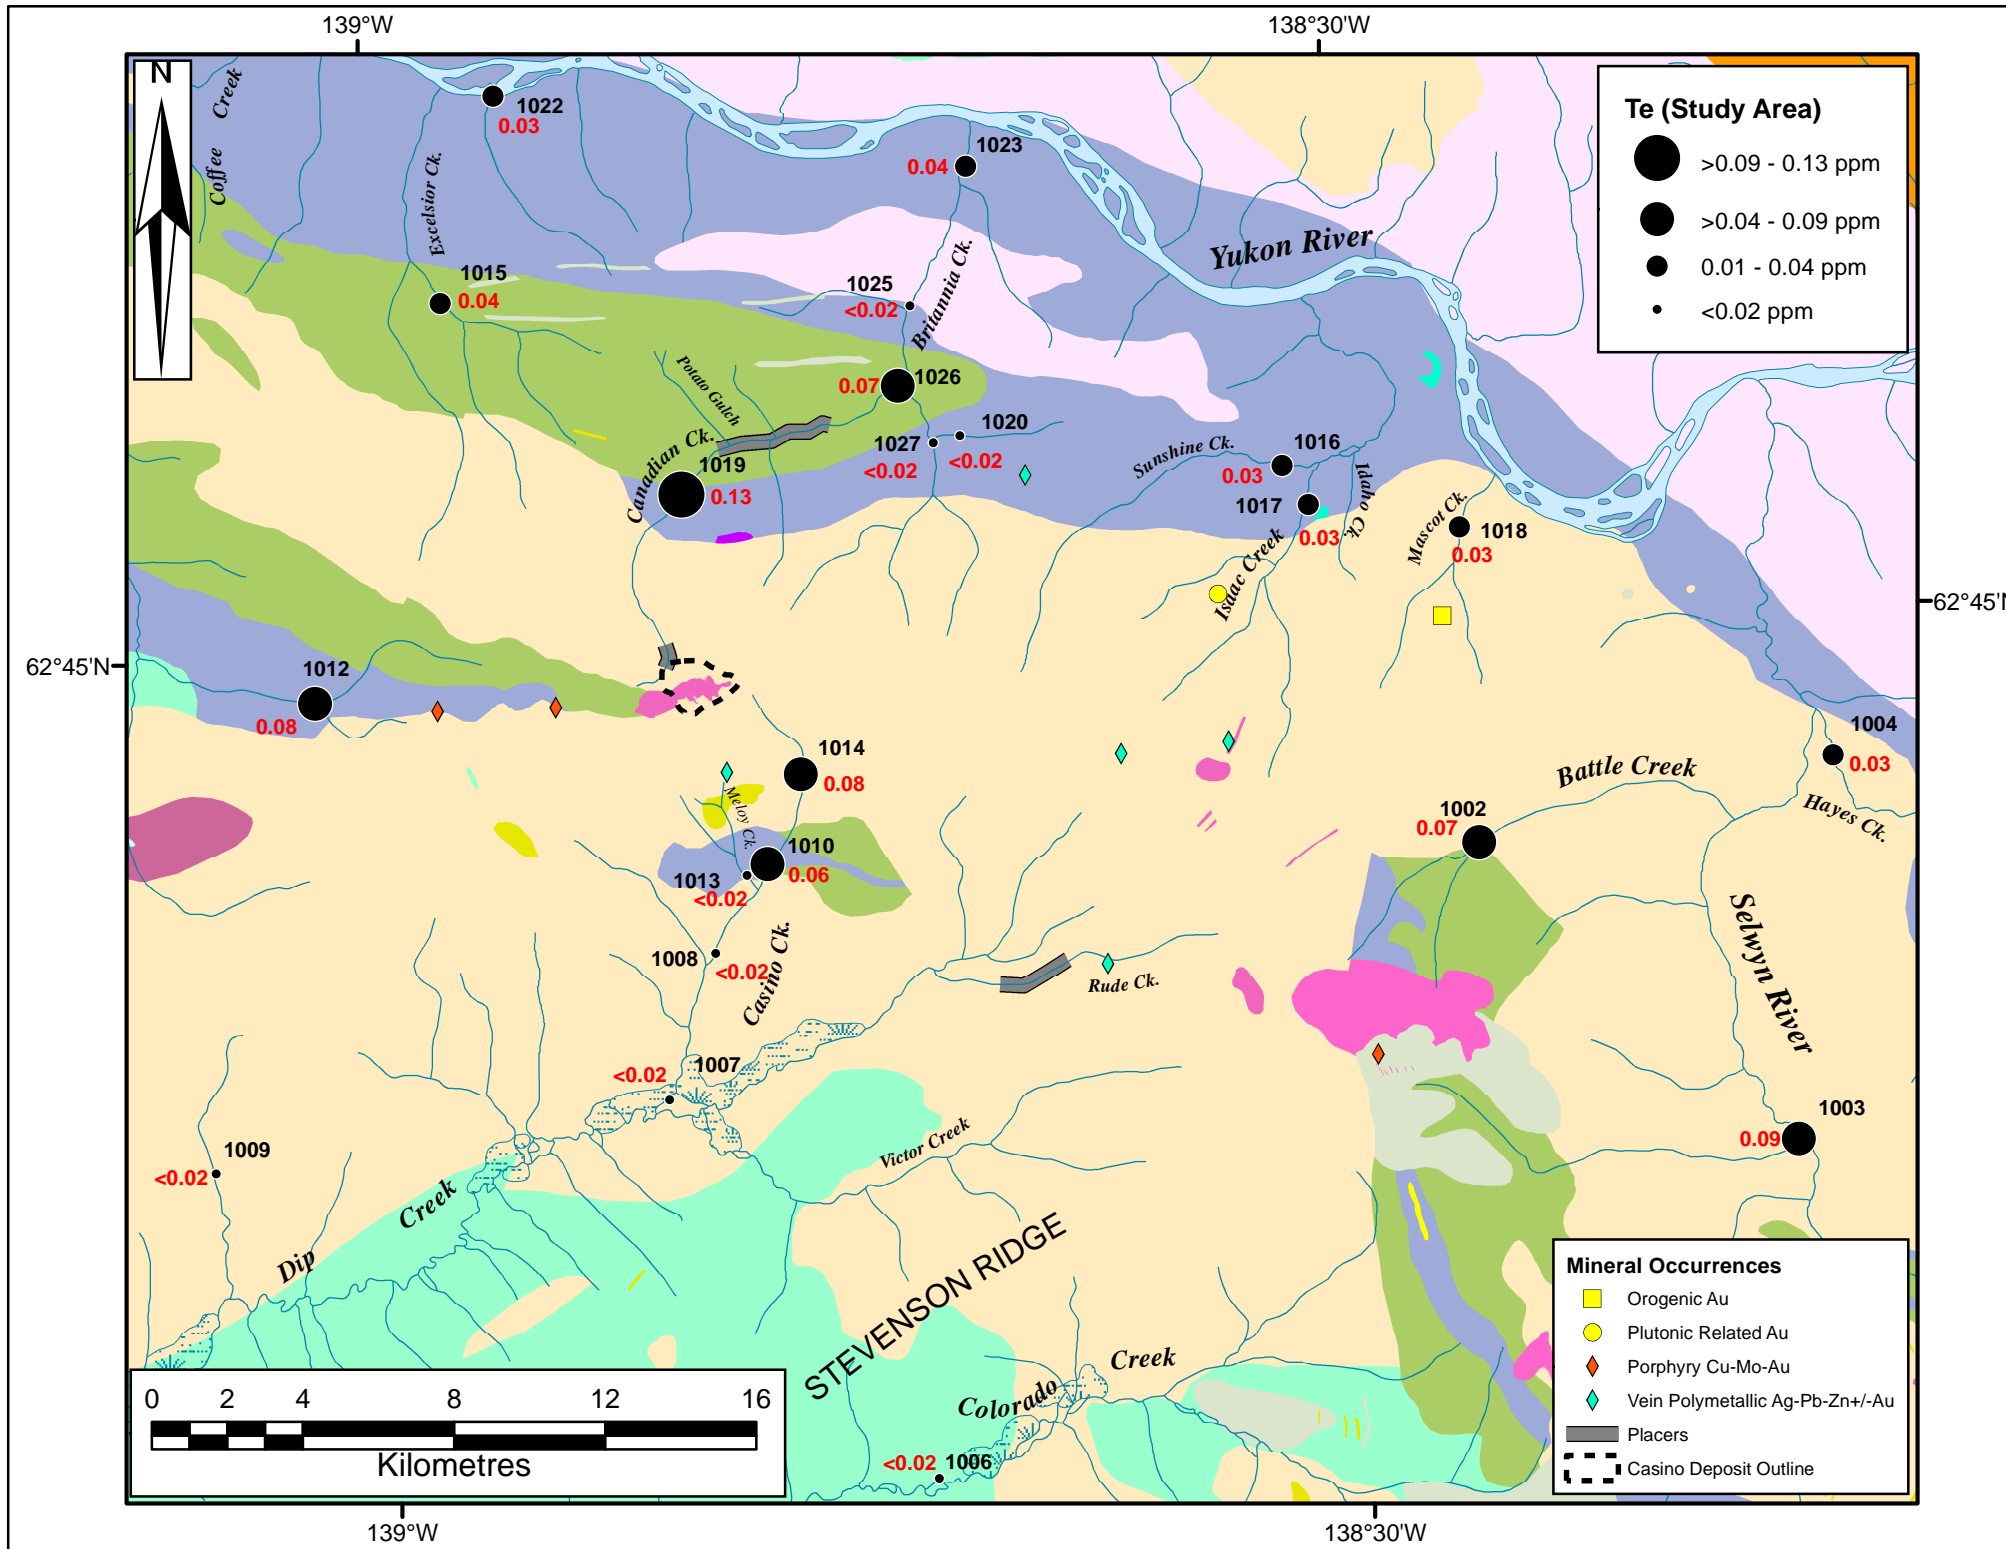 139°W
138°30'W
N
Creek
Coffee
Excelsior Ck.
1022
0.03
1023
0.04
Te (Study Area)
>0.09 - 0.13 ppm
>0.04 - 0.09 ppm
0.01 - 0.04 ppm
<0.02 ppm
Yukon River
1015
0.04
1025
<0.02
Britannia Ck.
Potato Gulch
0.07
1026
Canadian Ck.
1019
0.13
1027
<0.02
1020
<0.02
Sunshine Ck.
1016
0.03
1017
0.03
Idaho Ck.
Isaac Creek
Mascot Ck.
1018
0.03
62°45'N
62°45'N
1012
0.08
1014
0.08
Meloy Ck.
1010
0.06
1013
<0.02
1008
<0.02
Casino Ck.
1004
0.03
Battle Creek
Hayes Ck.
1002
0.07
Selwyn River
Rude Ck.
1007
<0.02
1009
<0.02
1003
0.09
Victor Creek
Dip Creek
STEVENSON RIDGE
Colorado Creek
<0.02
1006
Mineral Occurrences
Orogenic Au
Plutonic Related Au
Porphyry Cu-Mo-Au
Vein Polymetallic Ag-Pb-Zn+/-Au
Placers
Casino Deposit Outline
0 2 4 8 12 16
Kilometres
139°W
138°30'W